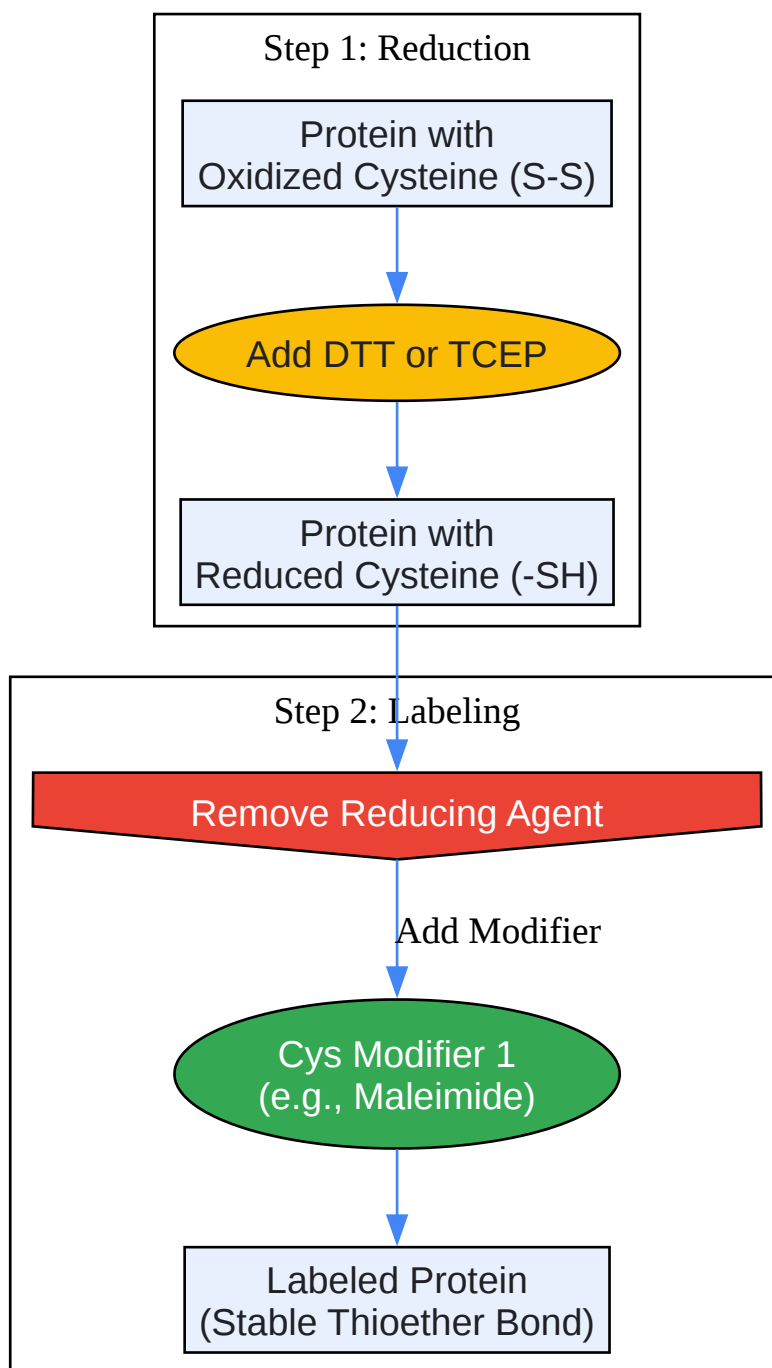 Step 1: Reduction
Protein with
Oxidized Cysteine (S-S)
Add DTT or TCEP
Protein with
Reduced Cysteine (-SH)
Step 2: Labeling
Remove Reducing Agent
Add Modifier
Cys Modifier 1
(e.g., Maleimide)
Labeled Protein
(Stable Thioether Bond)